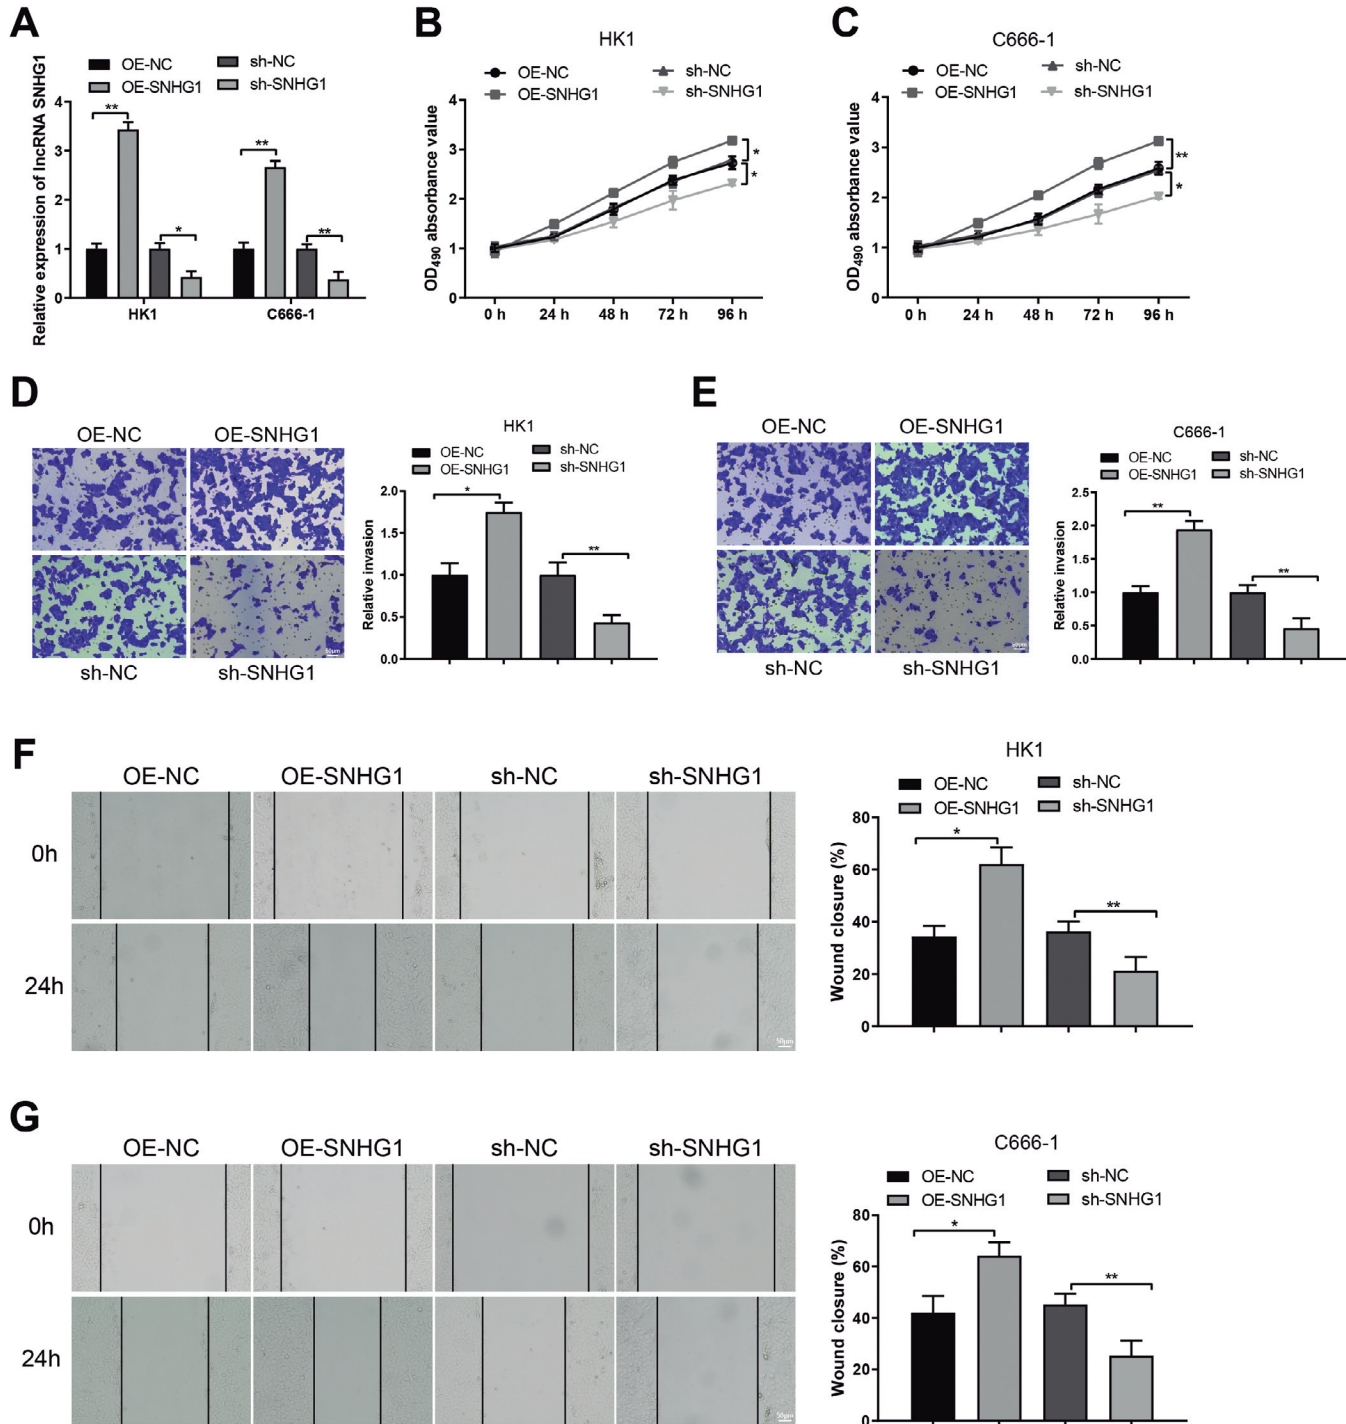 A
OE-NC sh-NC
OE-SNHG1 sh-SNHG1
Relative expression of lncRNA SNHG1
4
3
2
1
0
** * ** **
HK1 C666-1
B
HK1
OE-NC sh-NC
OE-SNHG1 sh-SNHG1
OD490 absorbance value
4
3
2
1
0
*
*
0 h 24 h 48 h 72 h 96 h
C
C666-1
OE-NC sh-NC
OE-SNHG1 sh-SNHG1
OD490 absorbance value
4
3
2
1
0
**
*
0 h 24 h 48 h 72 h 96 h
D
OE-NC OE-SNHG1
sh-NC sh-SNHG1
50μm
HK1
OE-NC sh-NC
OE-SNHG1 sh-SNHG1
Relative invasion
2.0
1.5
1.0
0.5
0.0
* **
E
OE-NC OE-SNHG1
sh-NC sh-SNHG1
50μm
C666-1
OE-NC sh-NC
OE-SNHG1 sh-SNHG1
Relative invasion
2.5
2.0
1.5
1.0
0.5
0.0
** **
F
OE-NC OE-SNHG1 sh-NC sh-SNHG1
0h
24h
50μm
HK1
OE-NC sh-NC
OE-SNHG1 sh-SNHG1
Wound closure (%)
80
60
40
20
0
* **
G
OE-NC OE-SNHG1 sh-NC sh-SNHG1
0h
24h
50μm
C666-1
OE-NC sh-NC
OE-SNHG1 sh-SNHG1
Wound closure (%)
80
60
40
20
0
* **